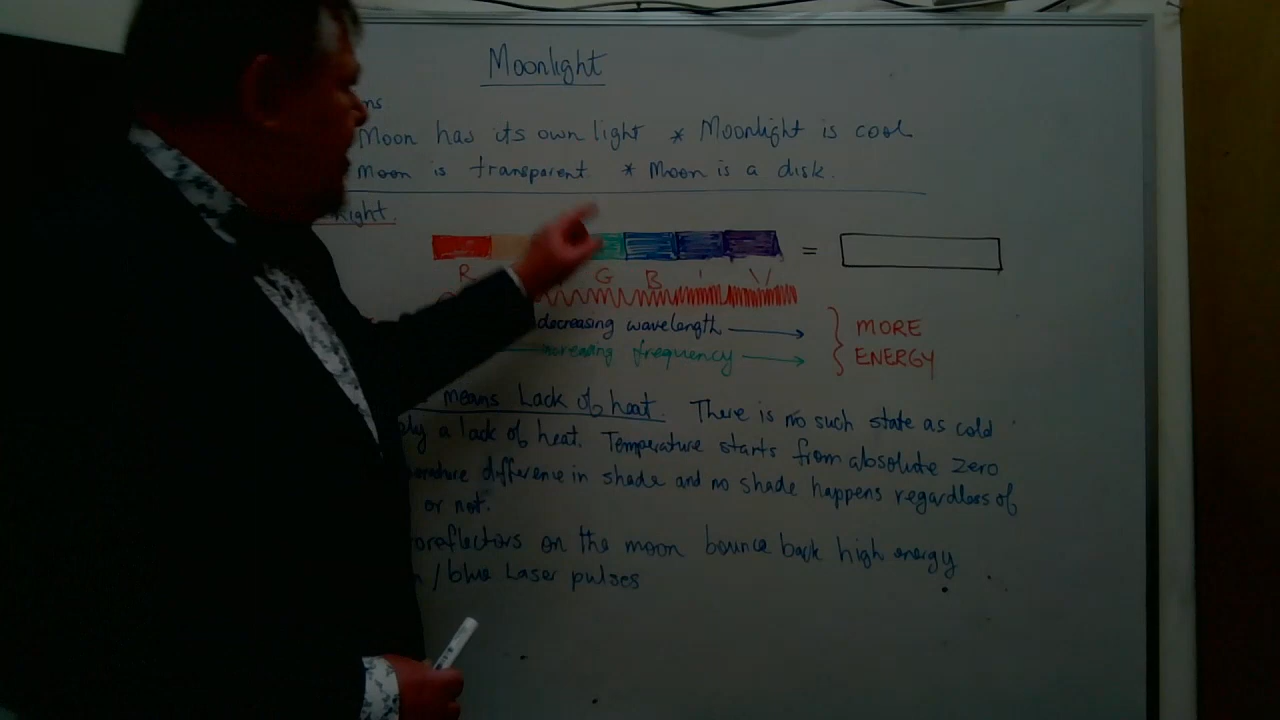 Moonlight
ms
Moon has its own light * Moonlight is cool
Moon is transparent * Moon is a disk.
light.
R G B I V
decreasing wavelength
increasing frequency
} MORE
ENERGY
means Lack of heat. There is no such state as cold
a lack of heat. Temperature starts from absolute zero
difference in shade and no shade happens regardless of
or not.
oreflectors on the moon bounce back high energy
/blue Laser pulses